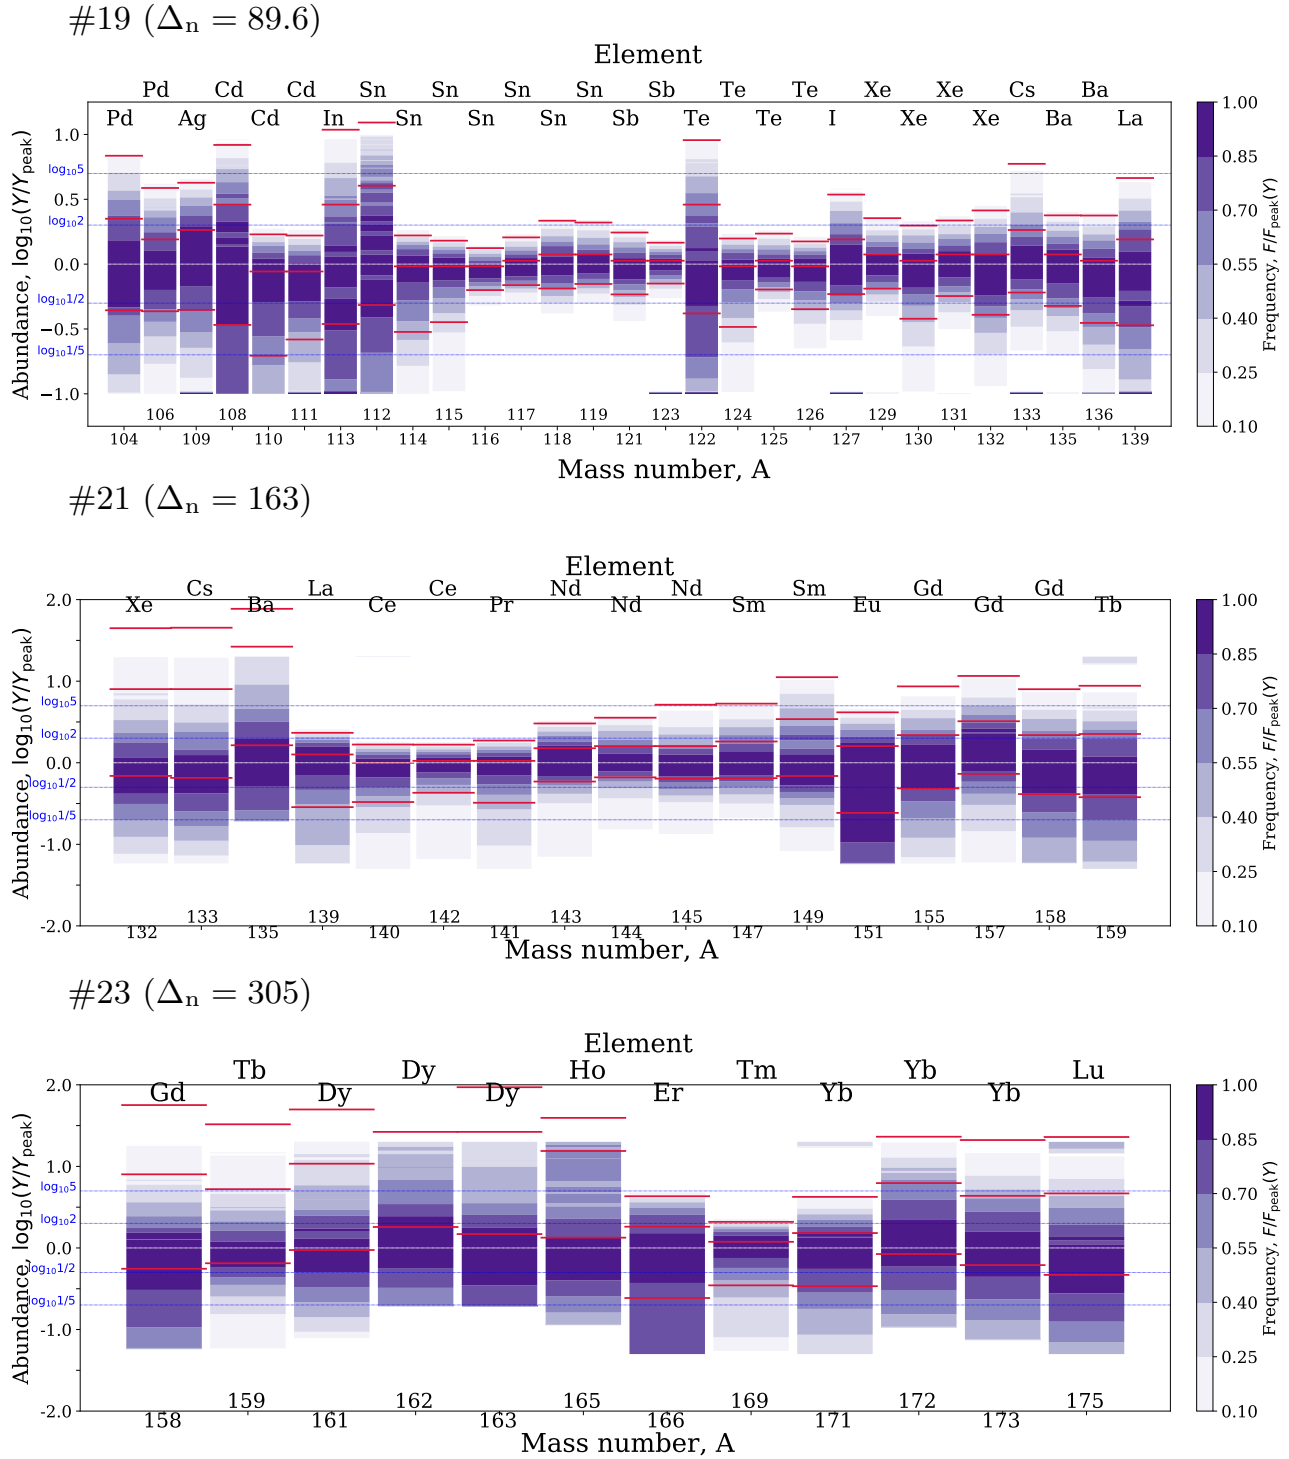 #19 (Δn = 89.6)
Element
Pd Cd Cd Sn Sn Sn Sn Sb Te Te Xe Xe Cs Ba
Pd Ag Cd In Sn Sn Sn Sb Te Te I Xe Xe Ba La
Abundance, log10(Y/Ypeak)
1.0
0.5
0.0
−0.5
−1.0
log105
log102
log101/2
log101/5
106 108 111 112 115 117 119 123 124 126 129 131 133 136
104 109 110 113 114 116 118 121 122 125 127 130 132 135 139
Mass number, A
1.00
0.85
0.70
0.55
0.40
0.25
0.10
Frequency, F/Fpeak(Y)
#21 (Δn = 163)
Element
Cs La Ce Nd Nd Sm Gd Gd
Xe Ba Ce Pr Nd Sm Eu Gd Tb
Abundance, log10(Y/Ypeak)
2.0
1.0
0.0
-1.0
-2.0
log105
log102
log101/2
log101/5
133 139 142 143 145 149 155 158
132 135 140 141 144 147 151 157 159
Mass number, A
1.00
0.85
0.70
0.55
0.40
0.25
0.10
Frequency, F/Fpeak(Y)
#23 (Δn = 305)
Element
Tb Dy Ho Tm Yb Lu
Gd Dy Dy Er Yb Yb
Abundance, log10(Y/Ypeak)
2.0
1.0
0.0
-1.0
-2.0
log105
log102
log101/2
log101/5
159 162 165 169 172 175
158 161 163 166 171 173
Mass number, A
1.00
0.85
0.70
0.55
0.40
0.25
0.10
Frequency, F/Fpeak(Y)